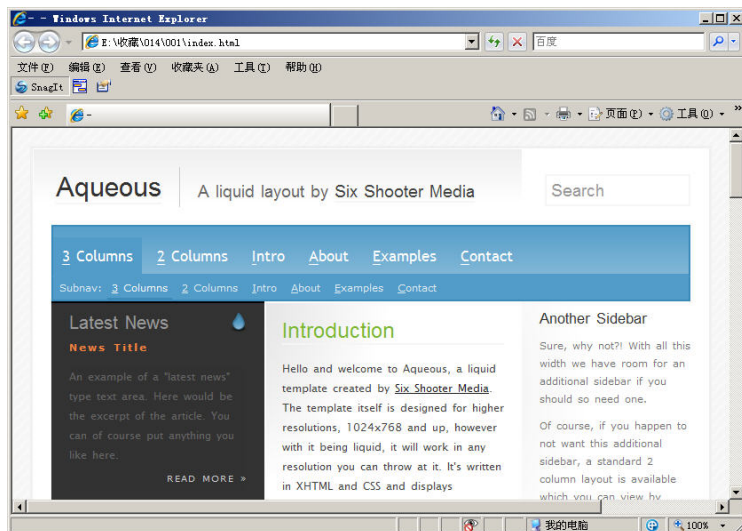 - - Windows Internet Explorer
E:\收藏\014\001\index.html
百度
文件(F) 编辑(E) 查看(V) 收藏夹(A) 工具(T) 帮助(H)
SnagIt
-
页面(P)
工具(O)
»
Aqueous
A liquid layout by Six Shooter Media
Search
3 Columns 2 Columns Intro About Examples Contact
Subnav: 3 Columns 2 Columns Intro About Examples Contact
Latest News
News Title
An example of a "latest news"
type text area. Here would be
the excerpt of the article. You
can of course put anything you
like here.
READ MORE »
Introduction
Hello and welcome to Aqueous, a liquid
template created by Six Shooter Media.
The template itself is designed for higher
resolutions, 1024x768 and up, however
with it being liquid, it will work in any
resolution you can throw at it. It's written
in XHTML and CSS and displays
Another Sidebar
Sure, why not?! With all this
width we have room for an
additional sidebar if you
should so need one.
Of course, if you happen to
not want this additional
sidebar, a standard 2
column layout is available
which you can view by
我的电脑
100%